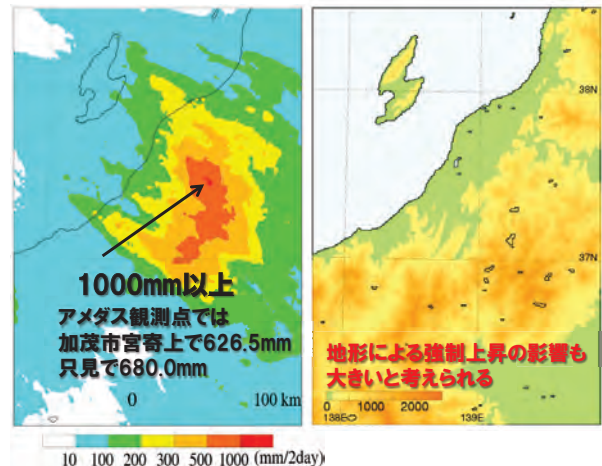 1000mm以上
アメダス観測点では
加茂市宮寄上で626.5mm
只見で680.0mm
0 100 km
10 100 200 300 500 1000 (mm/2day)
38N
37N
地形による強制上昇の影響も
大きいと考えられる
0 1000 2000
138E 139E